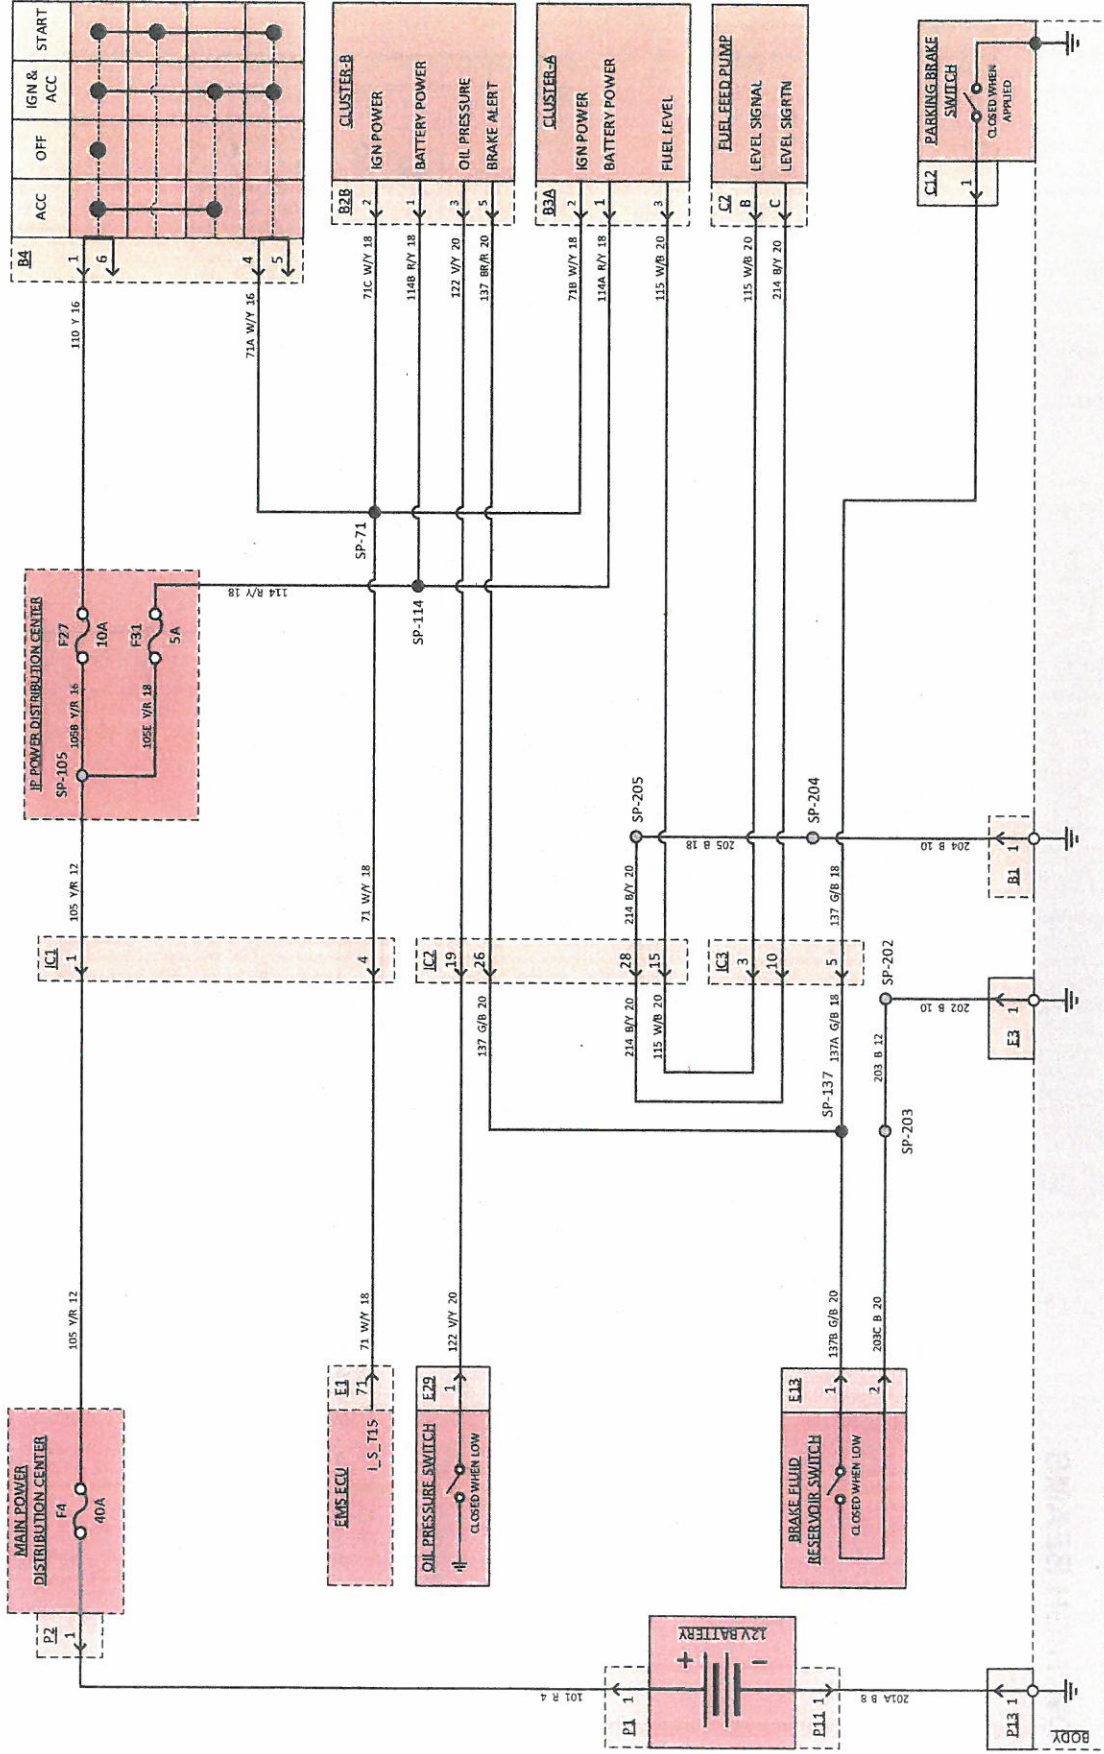 ACC
OFF
IGN &
ACC
START
B4
1
6
4
5
110 Y 16
71A W/Y 16
CLUSTER-B
IGN POWER
BATTERY POWER
OIL PRESSURE
BRAKE ALERT
B2B
2
1
3
5
71C W/Y 18
114B R/Y 18
122 V/Y 20
137 BR/R 20
CLUSTER-A
IGN POWER
BATTERY POWER
FUEL LEVEL
B3A
2
1
3
71B W/Y 18
114A R/Y 18
115 W/B 20
FUEL FEED PUMP
LEVEL SIGNAL
LEVEL SIGRTN
C2
B
C
115 W/B 20
214 B/Y 20
PARKING BRAKE
SWITCH
CLOSED WHEN
APPLIED
C12
1
IP POWER DISTRIBUTION CENTER
F27
10A
F31
5A
SP-105
105B Y/R 16
105E Y/R 18
114 R/Y 18
SP-71
SP-114
105 Y/R 12
71 W/Y 18
IC1
1
4
IC2
19
26
28
15
137 G/B 20
214 B/Y 20
214 B/Y 20
115 W/B 20
SP-205
205 B 18
SP-204
204 B 10
B1
1
IC3
3
10
5
137 G/B 18
137A G/B 18
SP-137
SP-202
203 B 12
202 B 10
E3
1
SP-203
MAIN POWER
DISTRIBUTION CENTER
F4
40A
P2
1
105 Y/R 12
EMS ECU
I_S_T15
E1
71
71 W/Y 18
OIL PRESSURE SWITCH
CLOSED WHEN LOW
E29
1
122 V/Y 20
BRAKE FLUID
RESERVOIR SWITCH
CLOSED WHEN LOW
E13
1
2
137B G/B 20
203C B 20
101 R 4
P1
1
12V BATTERY
+
–
P11
1
201A B 8
P13
1
BODY